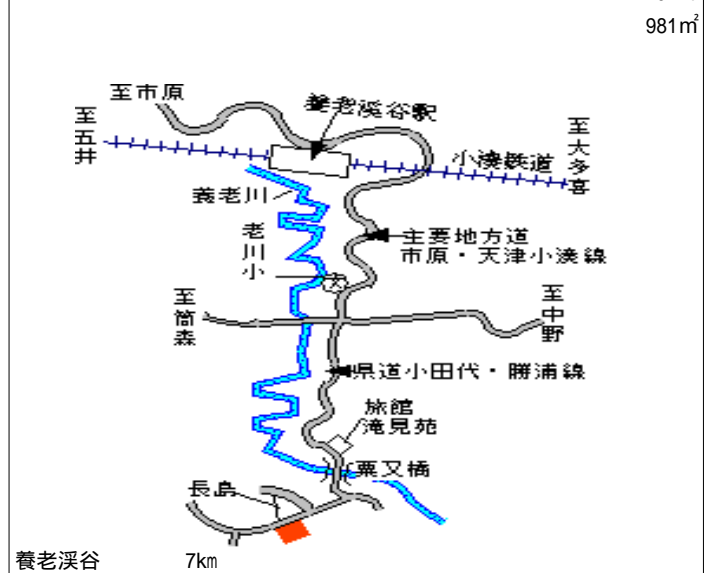 981㎡
至市原
養老渓谷駅
至五井
小湊鉄道
至大多喜
養老川
老川小
主要地方道
市原・天津小湊線
文
至筒森
至中野
県道小田代・勝浦線
旅館
滝見苑
粟又橋
長島
養老渓谷 7㎞